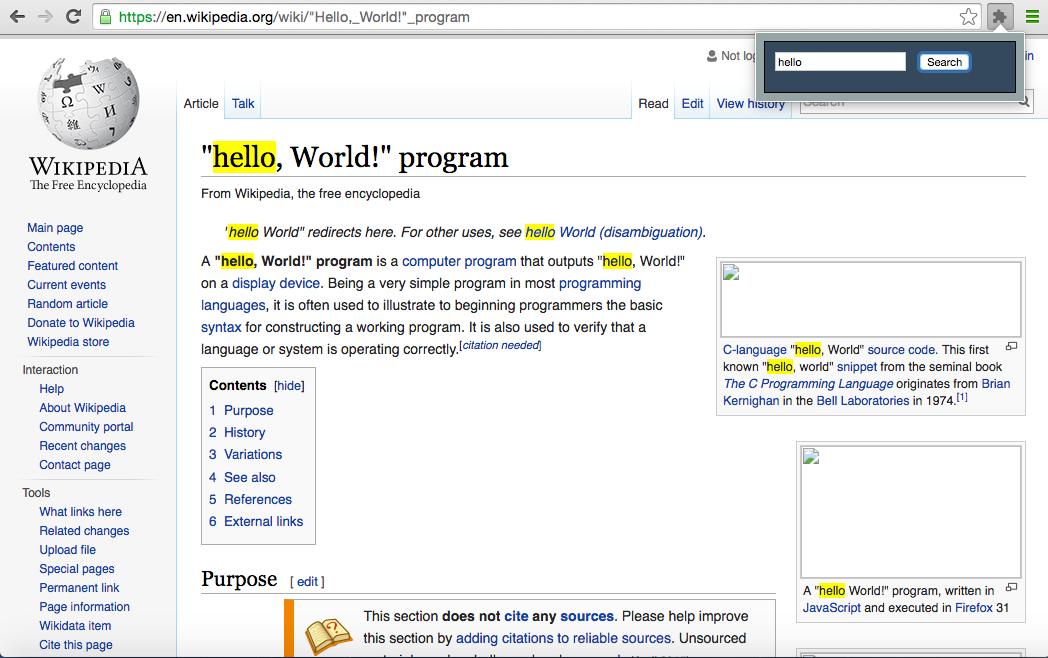 https://en.wikipedia.org/wiki/"Hello,_World!"_program
hello
Search
Not log
in
WIKIPEDIA
The Free Encyclopedia
Article
Talk
Read
Edit
View history
Search
"hello, World!" program
From Wikipedia, the free encyclopedia
"hello World" redirects here. For other uses, see hello World (disambiguation).
A "hello, World!" program is a computer program that outputs "hello, World!"
on a display device. Being a very simple program in most programming
languages, it is often used to illustrate to beginning programmers the basic
syntax for constructing a working program. It is also used to verify that a
language or system is operating correctly.[citation needed]
C-language "hello, World" source code. This first
known "hello, world" snippet from the seminal book
The C Programming Language originates from Brian
Kernighan in the Bell Laboratories in 1974.[1]
Contents [hide]
1 Purpose
2 History
3 Variations
4 See also
5 References
6 External links
A "hello World!" program, written in
JavaScript and executed in Firefox 31
Purpose [ edit ]
This section does not cite any sources. Please help improve
this section by adding citations to reliable sources. Unsourced
Main page
Contents
Featured content
Current events
Random article
Donate to Wikipedia
Wikipedia store
Interaction
Help
About Wikipedia
Community portal
Recent changes
Contact page
Tools
What links here
Related changes
Upload file
Special pages
Permanent link
Page information
Wikidata item
Cite this page